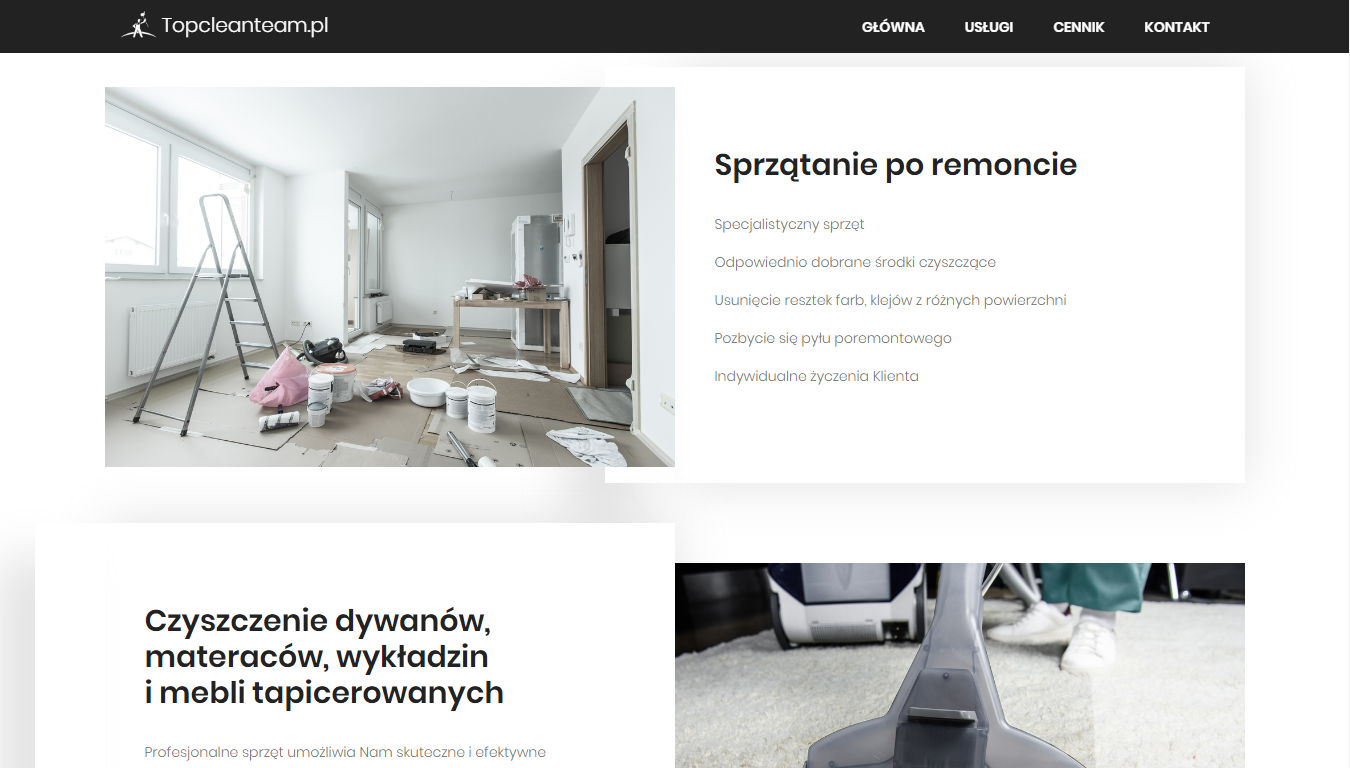 Topcleanteam.pl
GŁÓWNA
USŁUGI
CENNIK
KONTAKT
Sprzątanie po remoncie
Specjalistyczny sprzęt
Odpowiednio dobrane środki czyszczące
Usunięcie resztek farb, klejów z różnych powierzchni
Pozbycie się pyłu poremontowego
Indywidualne życzenia Klienta
Czyszczenie dywanów,
materaców, wykładzin
i mebli tapicerowanych
Profesjonalne sprzęt umożliwia Nam skuteczne i efektywne